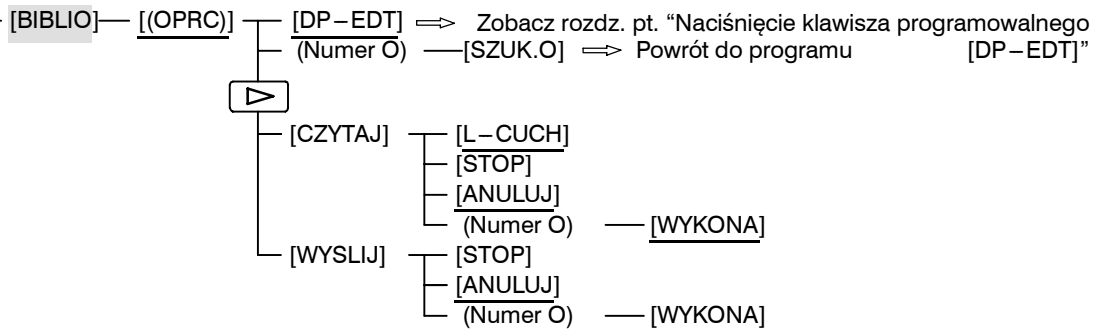 [BIBLIO] [(OPRC)] [DP–EDT] Zobacz rozdz. pt. “Naciśnięcie klawisza programowalnego
(Numer O) [SZUK.O] Powrót do programu [DP–EDT]”
[CZYTAJ] [L–CUCH]
[STOP]
[ANULUJ]
(Numer O) [WYKONA]
[WYSLIJ] [STOP]
[ANULUJ]
(Numer O) [WYKONA]